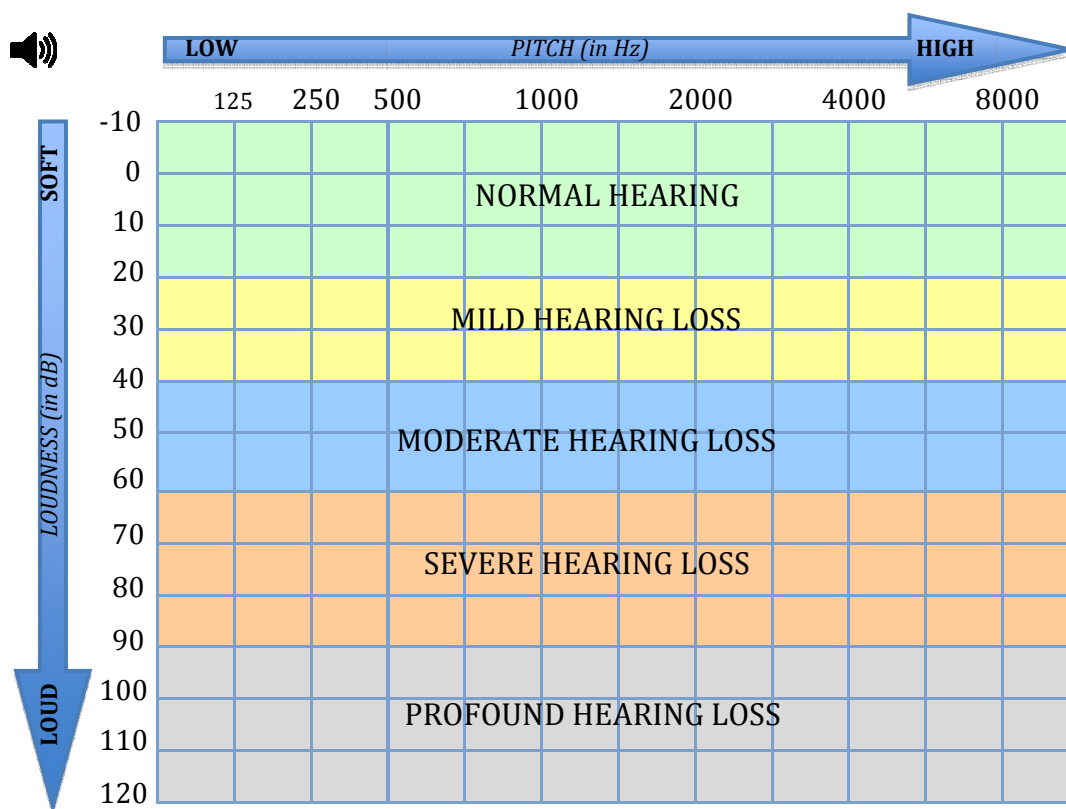 LOW PITCH (in Hz) HIGH
125 250 500 1000 2000 4000 8000
SOFT
LOUDNESS (in dB)
LOUD
-10
0
NORMAL HEARING
10
20
MILD HEARING LOSS
30
40
50
MODERATE HEARING LOSS
60
70
SEVERE HEARING LOSS
80
90
100
PROFOUND HEARING LOSS
110
120